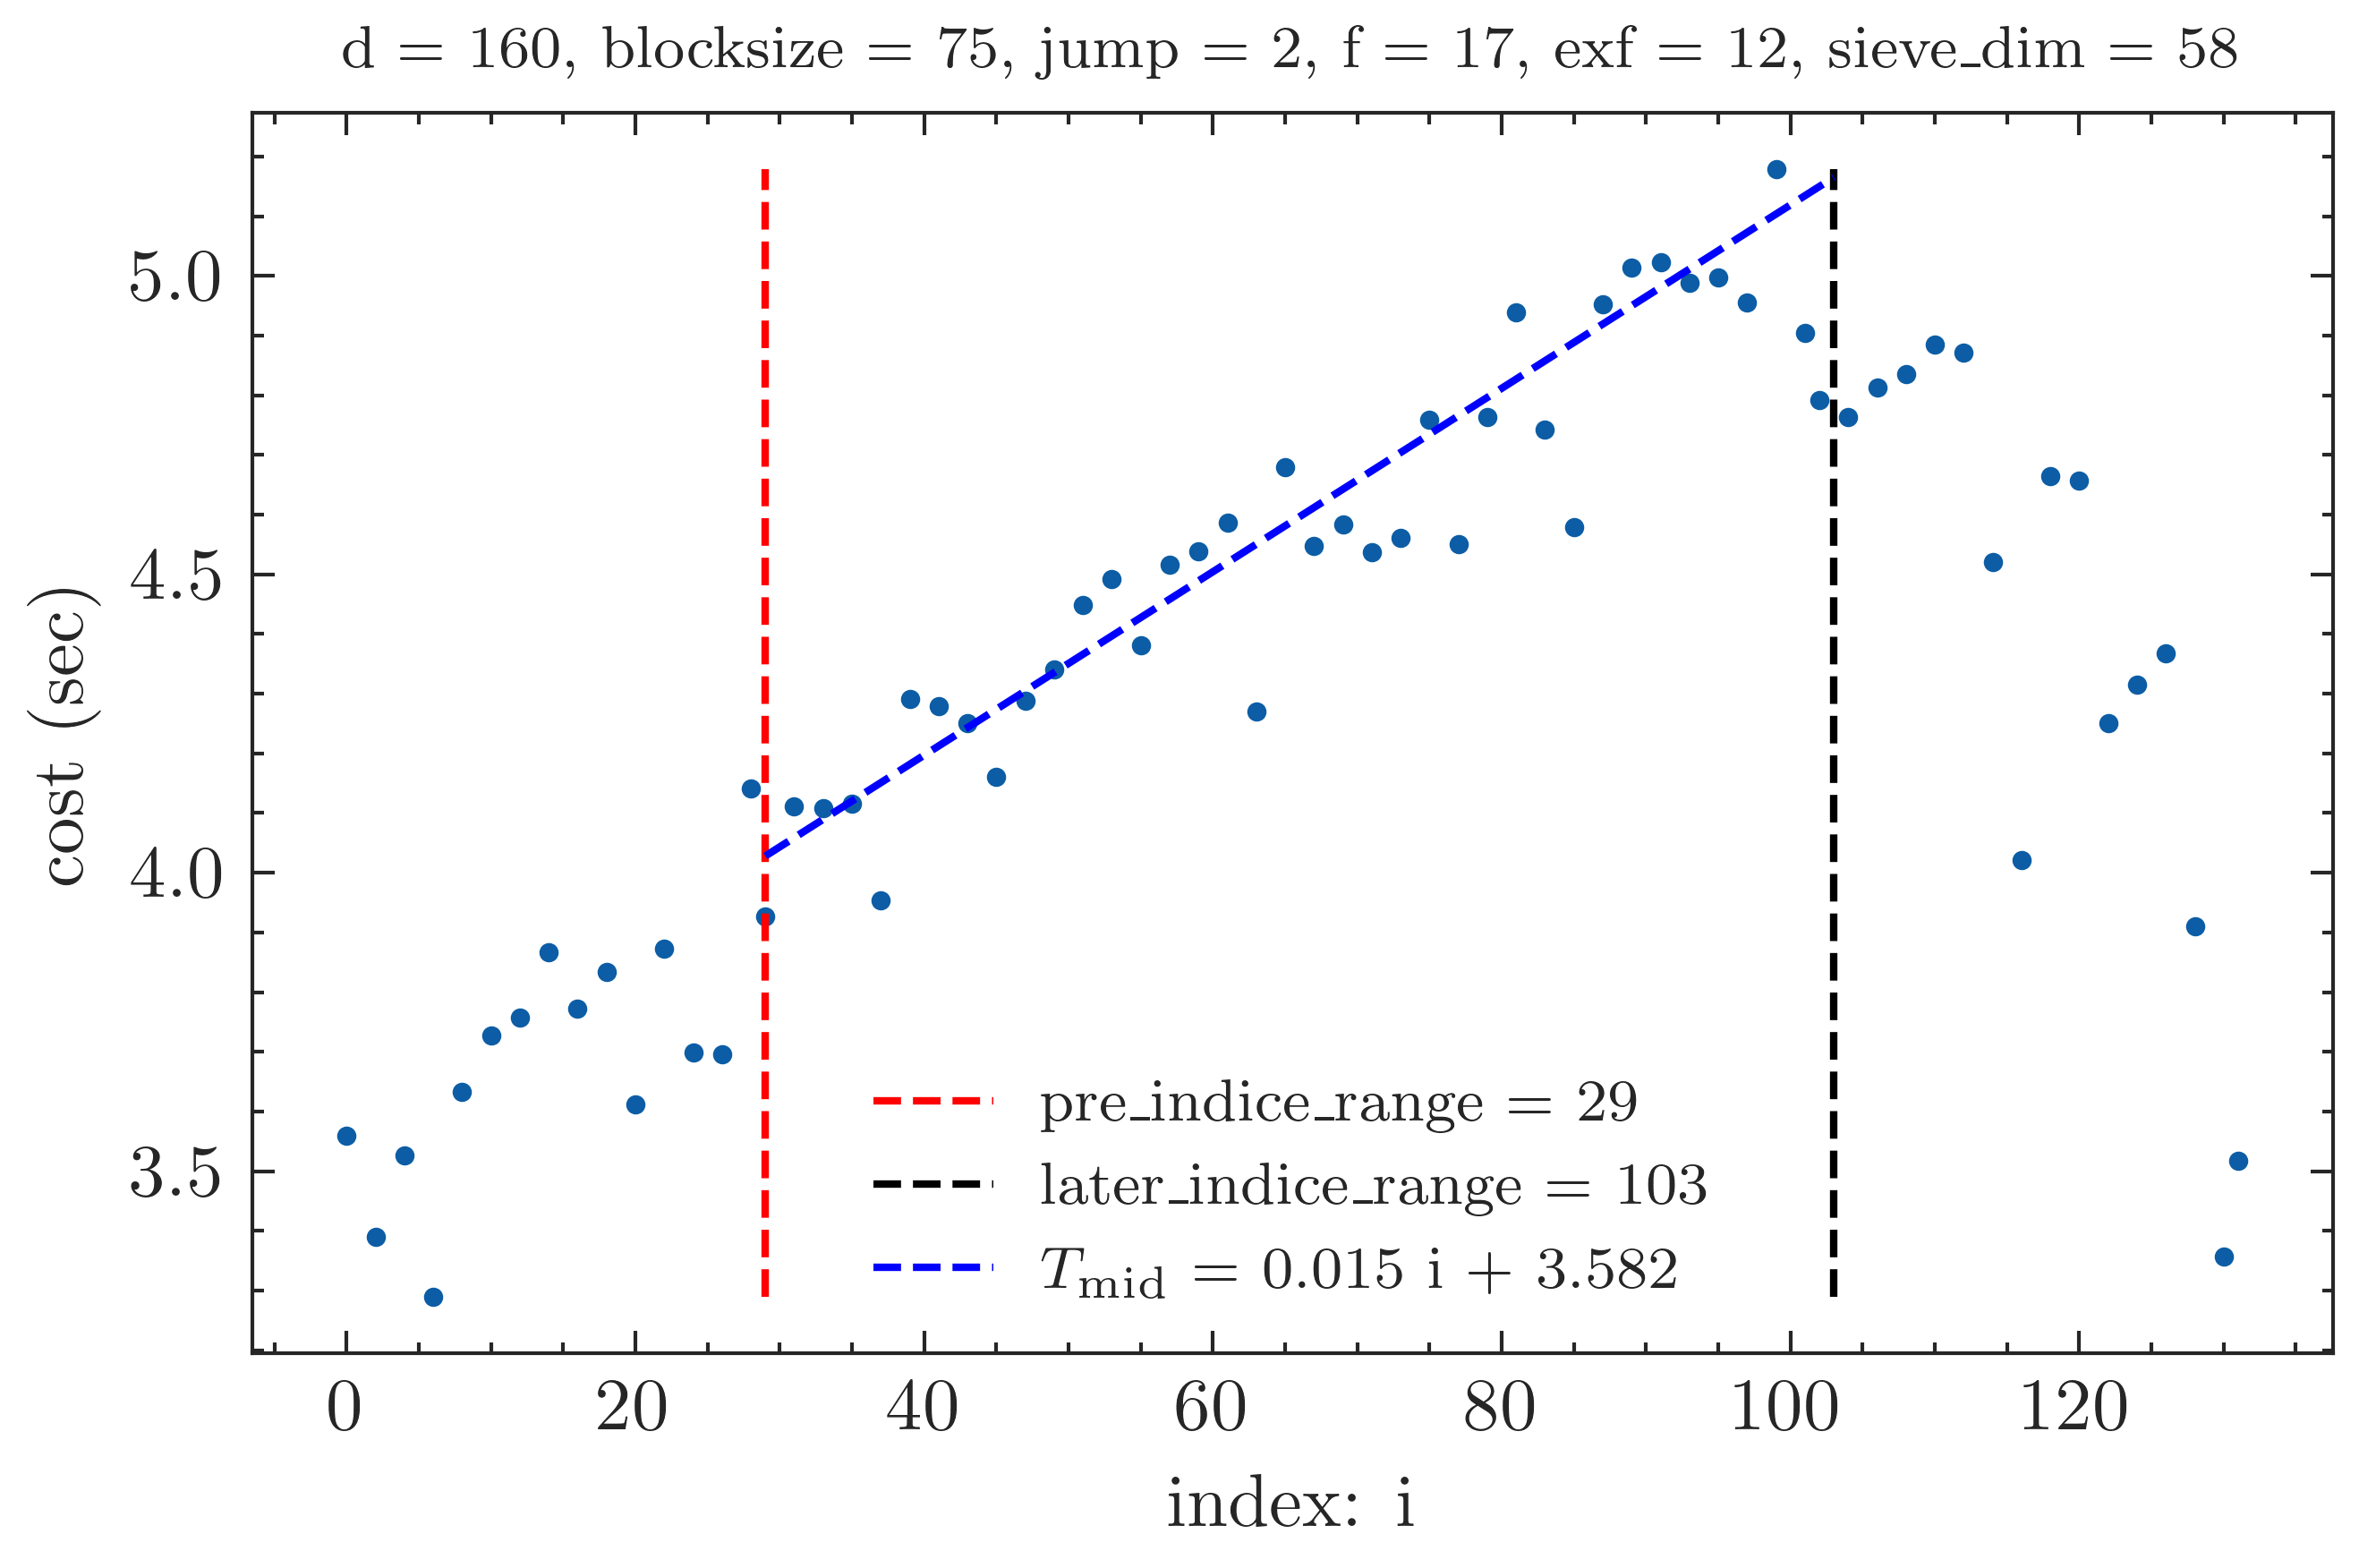 d = 160, blocksize = 75, jump = 2, f = 17, exf = 12, sieve_dim = 58
cost (sec)
5.0
4.5
4.0
3.5
pre_indice_range = 29
later_indice_range = 103
T_mid = 0.015 i + 3.582
0 20 40 60 80 100 120
index: i